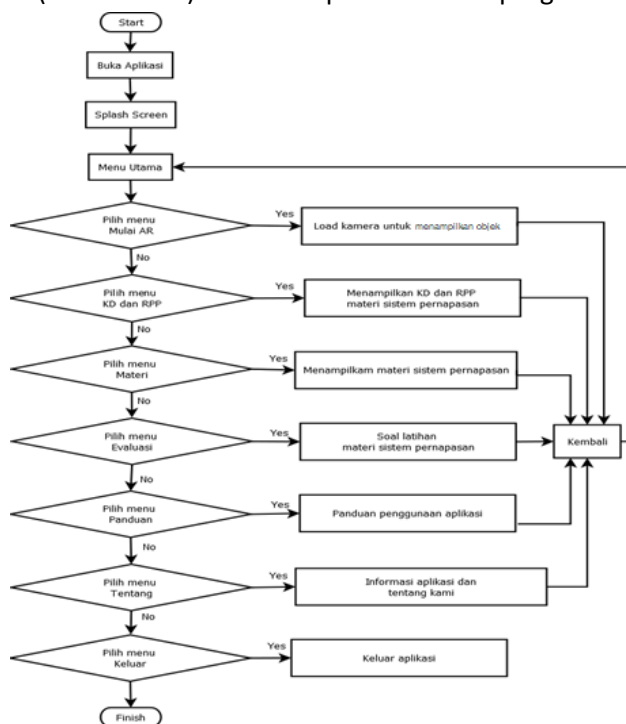 Start
Buka Aplikasi
Splash Screen
Menu Utama
Pilih menu
Mulai AR
Yes
Load kamera untuk menampilkan objek
No
Pilih menu
KD dan RPP
Yes
Menampilkan KD dan RPP
materi sistem pernapasan
No
Pilih menu
Materi
Yes
Menampilkam materi sistem pernapasan
No
Pilih menu
Evaluasi
Yes
Soal latihan
materi sistem pernapasan
Kembali
No
Pilih menu
Panduan
Yes
Panduan penggunaan aplikasi
No
Pilih menu
Tentang
Yes
Informasi aplikasi dan
tentang kami
No
Pilih menu
Keluar
Yes
Keluar aplikasi
Finish